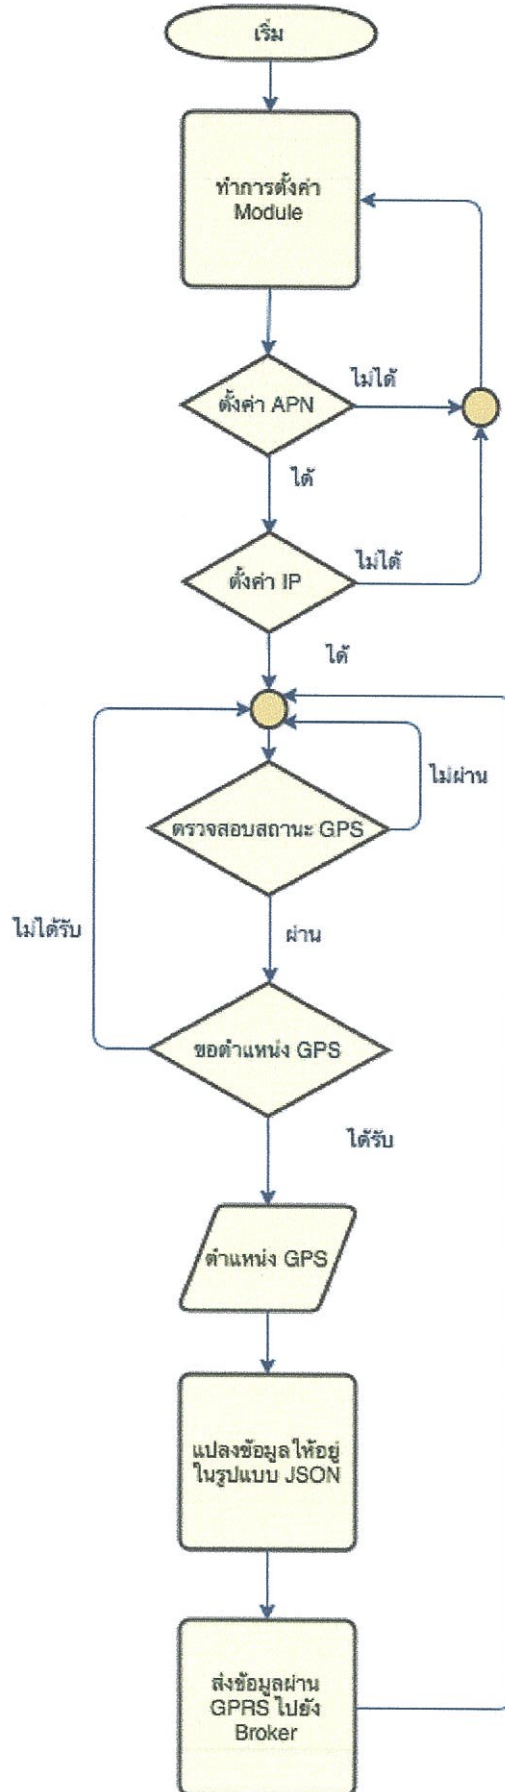 เริ่ม
ทำการตั้งค่า
Module
ไม่ได้
ตั้งค่า APN
ได้
ตั้งค่า IP
ไม่ได้
ได้
ไม่ผ่าน
ตรวจสอบสถานะ GPS
ไม่ได้รับ
ผ่าน
ขอตำแหน่ง GPS
ได้รับ
ตำแหน่ง GPS
แปลงข้อมูลให้อยู่
ในรูปแบบ JSON
ส่งข้อมูลผ่าน
GPRS ไปยัง
Broker